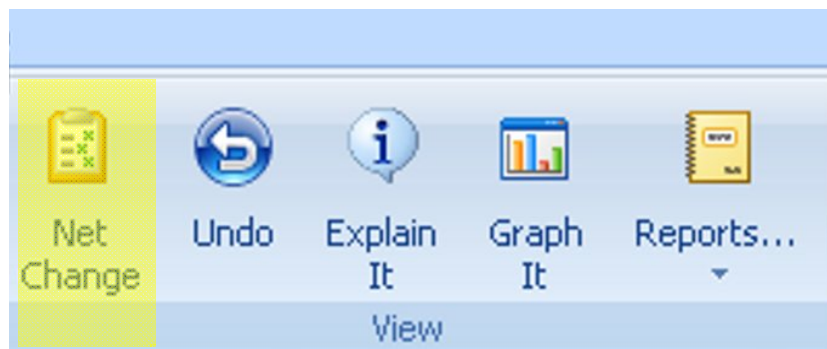 Net
Change
Undo
Explain
It
Graph
It
Reports...
View